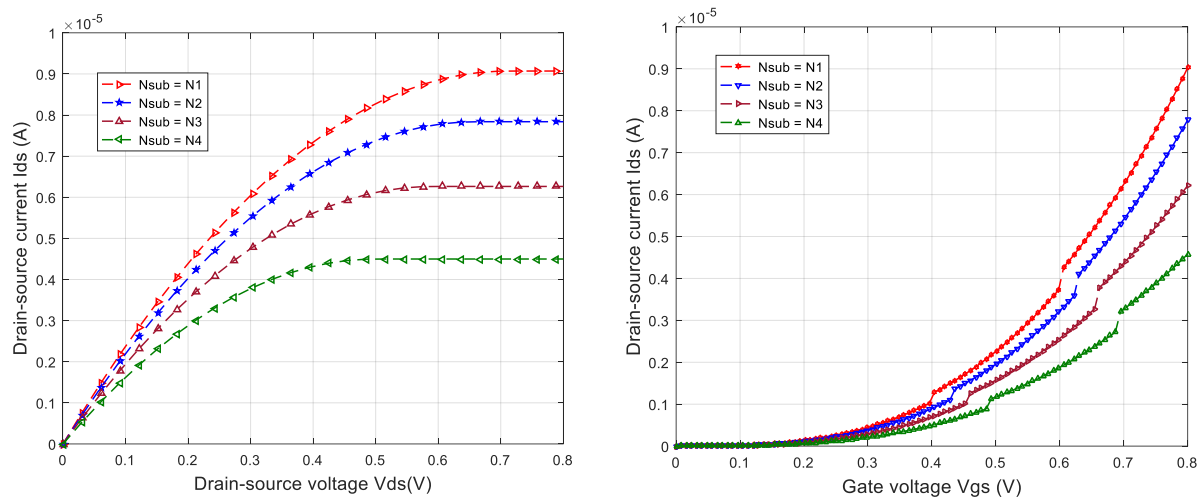 ×10⁻⁵
1
0.9
0.8
0.7
0.6
0.5
0.4
0.3
0.2
0.1
0
Drain-source current Ids (A)
Nsub = N1
Nsub = N2
Nsub = N3
Nsub = N4
0 0.1 0.2 0.3 0.4 0.5 0.6 0.7 0.8
Drain-source voltage Vds(V)
×10⁻⁵
1
0.9
0.8
0.7
0.6
0.5
0.4
0.3
0.2
0.1
0
Drain-source current Ids (A)
Nsub = N1
Nsub = N2
Nsub = N3
Nsub = N4
0 0.1 0.2 0.3 0.4 0.5 0.6 0.7 0.8
Gate voltage Vgs (V)